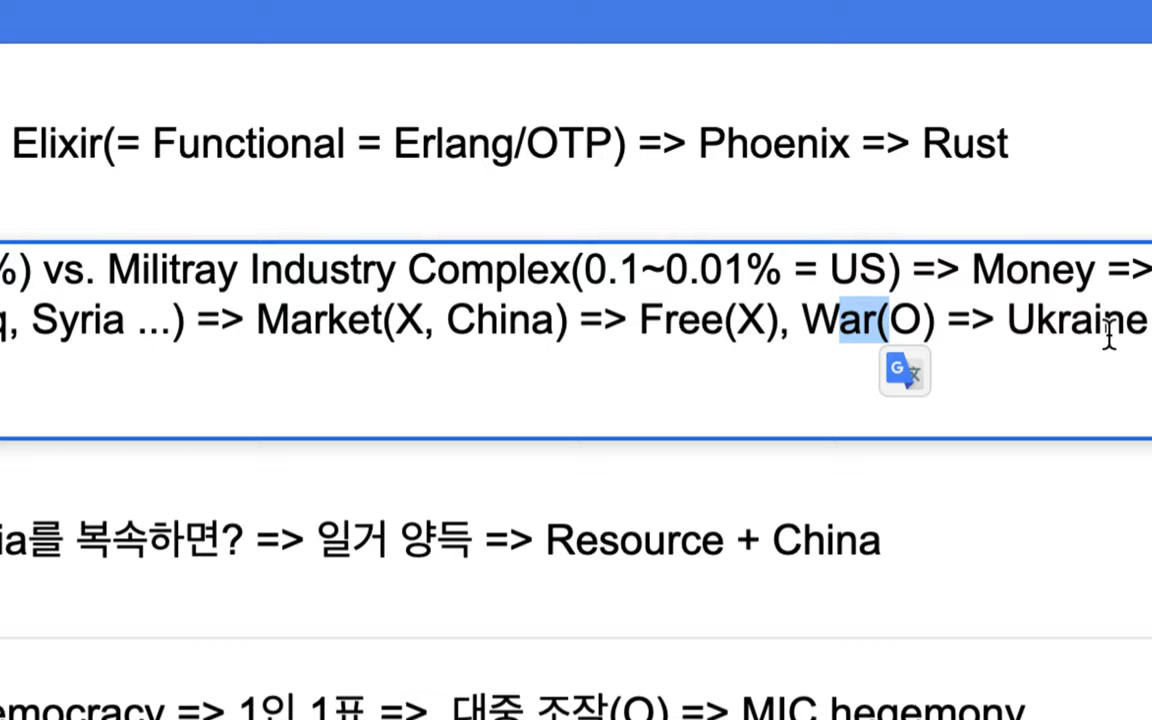 Elixir(= Functional = Erlang/OTP) => Phoenix => Rust
%) vs. Militray Industry Complex(0.1~0.01% = US) => Money =>
q, Syria ...) => Market(X, China) => Free(X), War(O) => Ukraine
ia를 복속하면? => 일거 양득 => Resource + China
emocracy => 1인 1표 => 대중 조작(O) => MIC hegemony